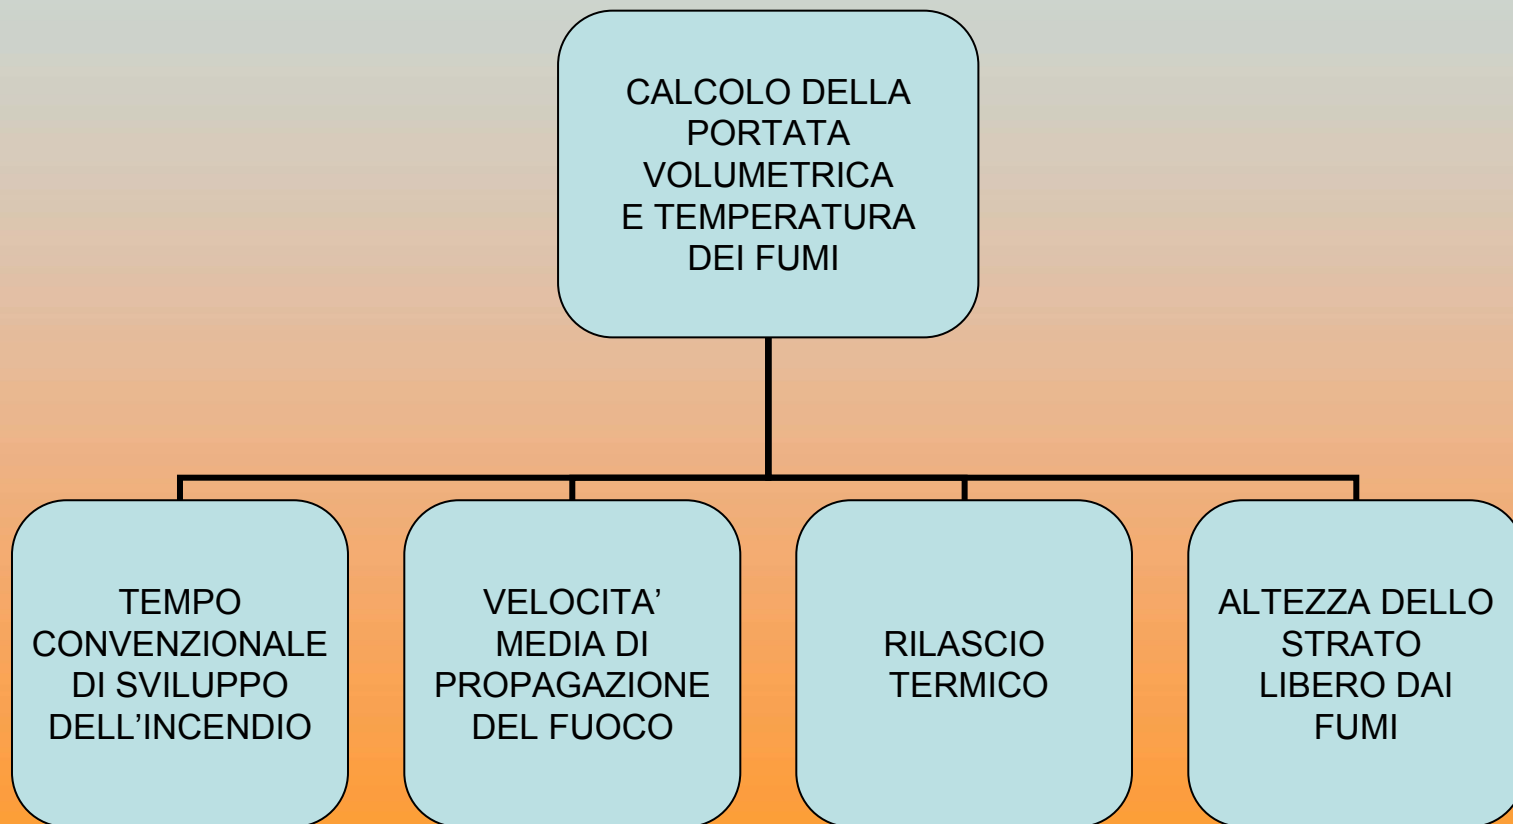 CALCOLO DELLA
PORTATA
VOLUMETRICA
E TEMPERATURA
DEI FUMI
TEMPO
CONVENZIONALE
DI SVILUPPO
DELL’INCENDIO
VELOCITA’
MEDIA DI
PROPAGAZIONE
DEL FUOCO
RILASCIO
TERMICO
ALTEZZA DELLO
STRATO
LIBERO DAI
FUMI